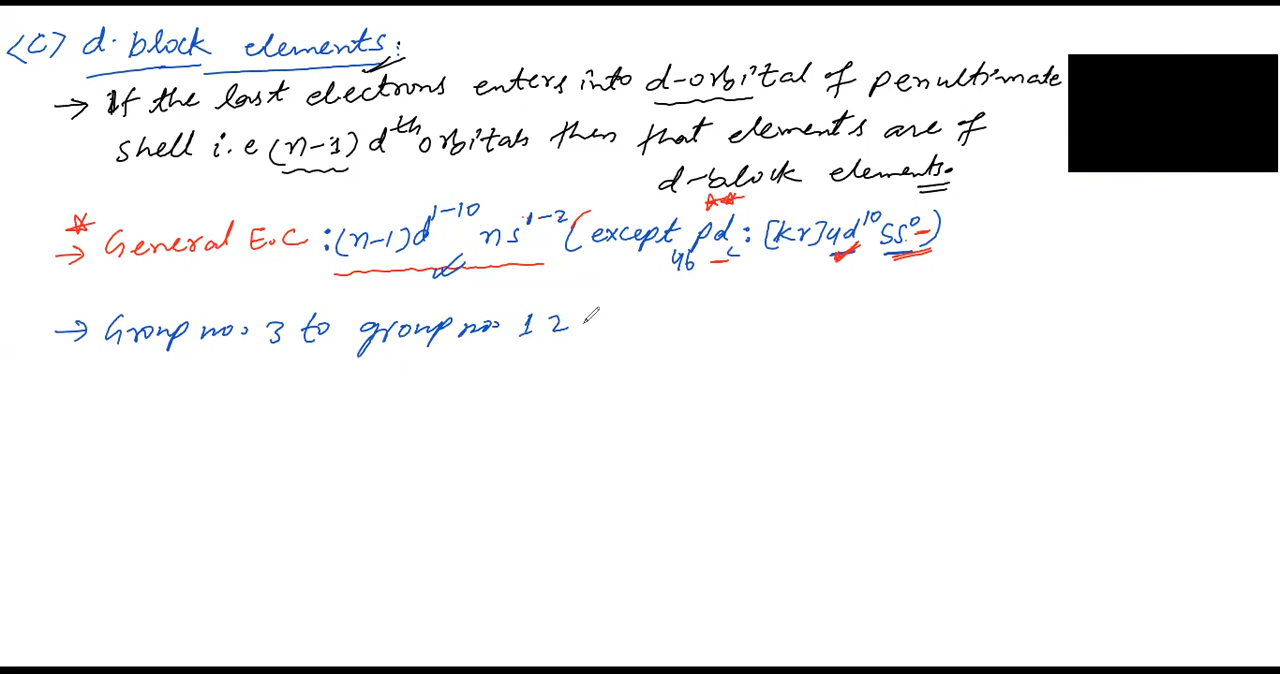 <C> d-block elements:
→ If the last electrons enters into d-orbital of penultimate
shell i.e (n-1) dᵗʰ orbitals then that elements are of
d-block elements.
* → General E.C : (n-1)d¹⁻¹⁰ ns¹⁻² (except ₄₆Pd : [Kr]4d¹⁰ 5s⁰)
→ Group no. 3 to group no. 12